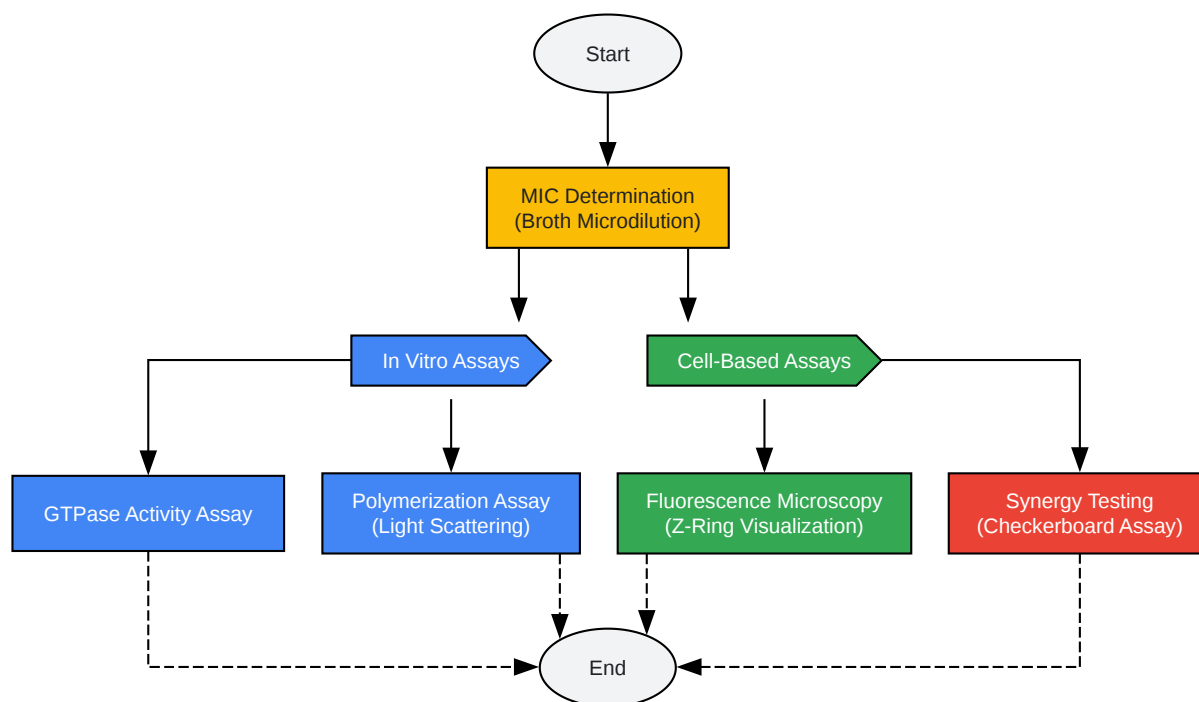 Start
MIC Determination
(Broth Microdilution)
In Vitro Assays
Cell-Based Assays
GTPase Activity Assay
Polymerization Assay
(Light Scattering)
Fluorescence Microscopy
(Z-Ring Visualization)
Synergy Testing
(Checkerboard Assay)
End